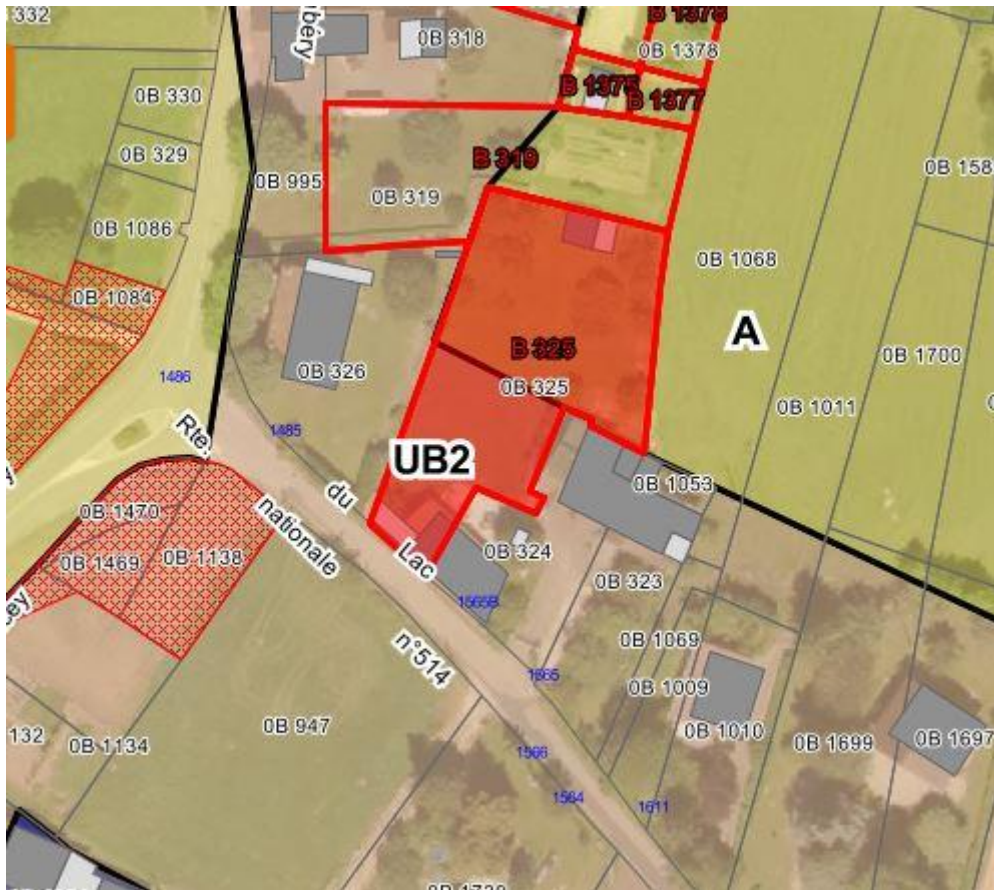 332
béry
0B 318
B 1378
0B 1378
B 1375
B 1377
0B 330
0B 329
B 319
0B 995
0B 319
0B 158
0B 1086
0B 1068
0B 1084
A
B 325
0B 325
0B 1700
1486
0B 326
0B 1011
Rte.
1485
UB2
du
0B 1053
0B 1470
nationale
Lac
0B 324
0B 1469
0B 1138
0B 323
1565B
n°514
0B 1069
1665
0B 1009
132
0B 1134
0B 947
0B 1010
0B 1699
0B 1697
1566
1564
1611